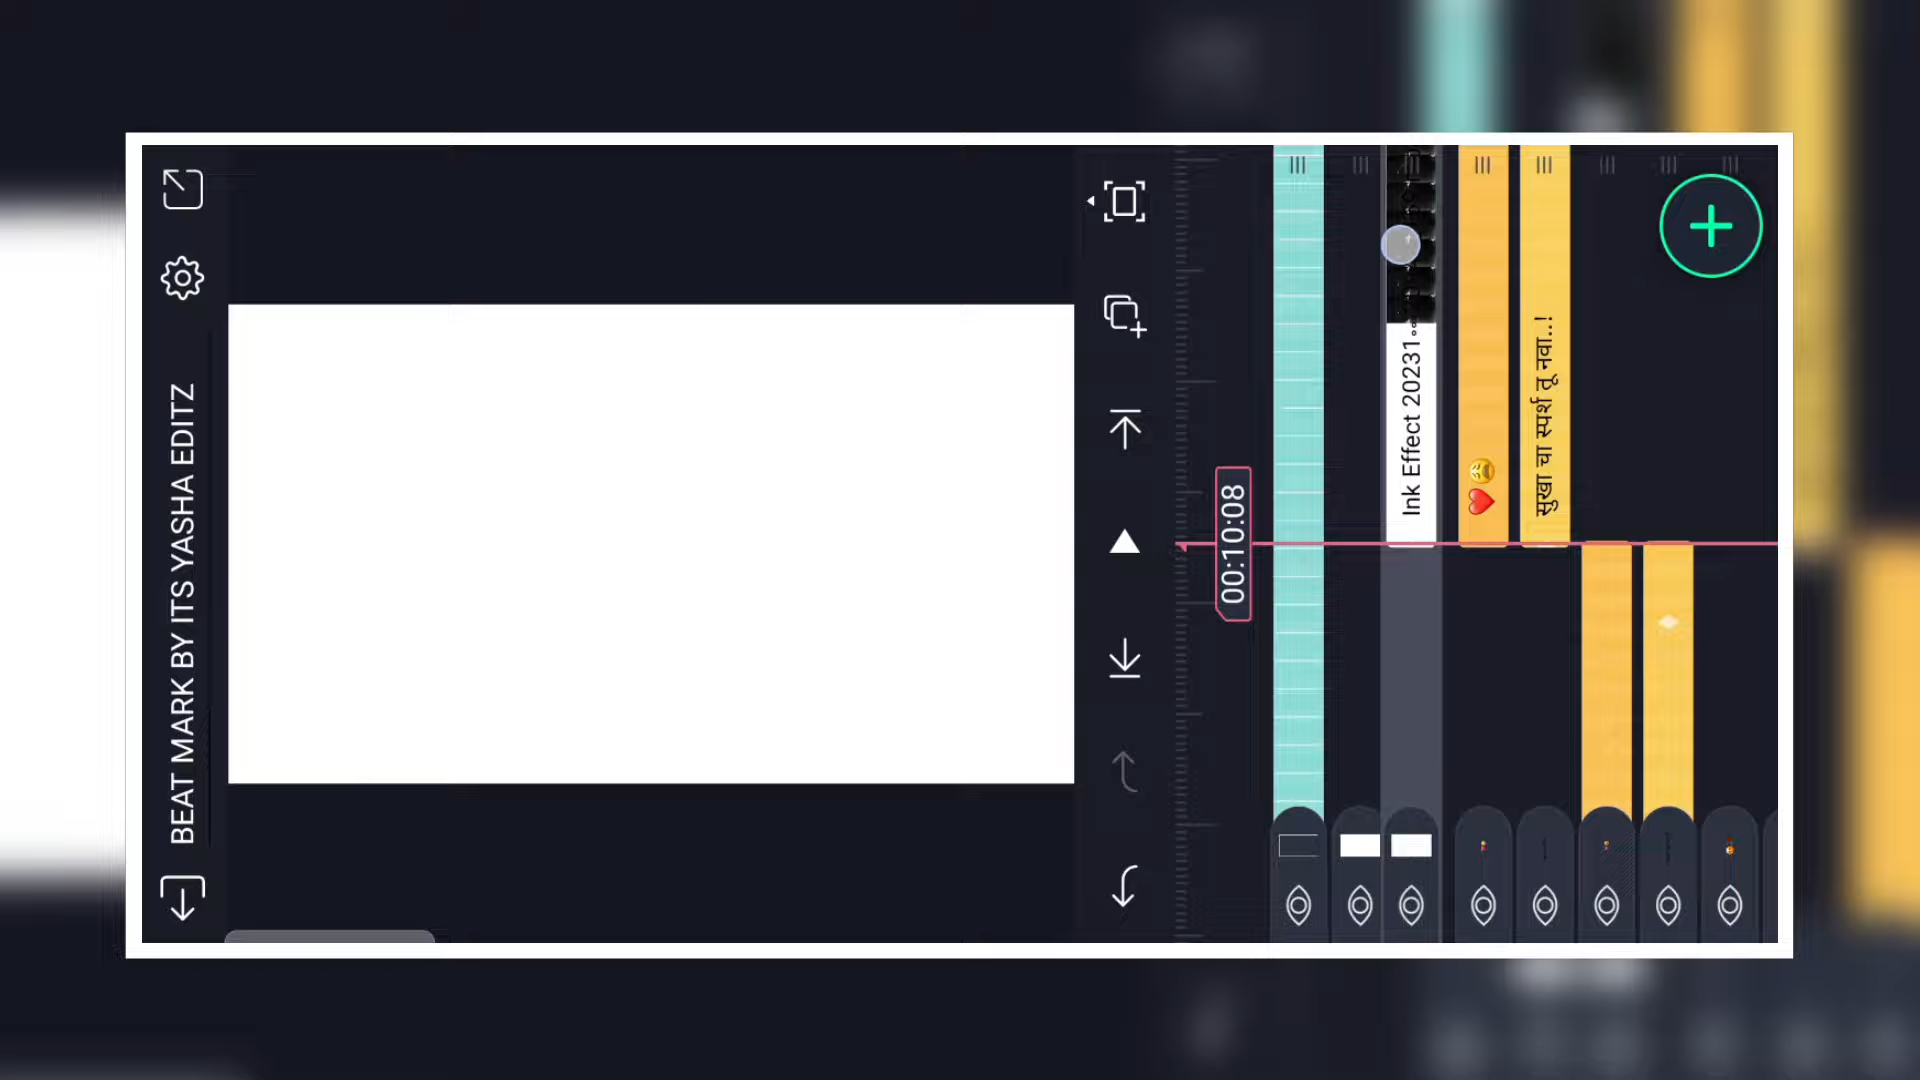 BEAT MARK BY ITS YASHA EDITZ
00:10:08
Ink Effect 20231..
❤️😩
सुखा चा स्पर्श तू नवा..!